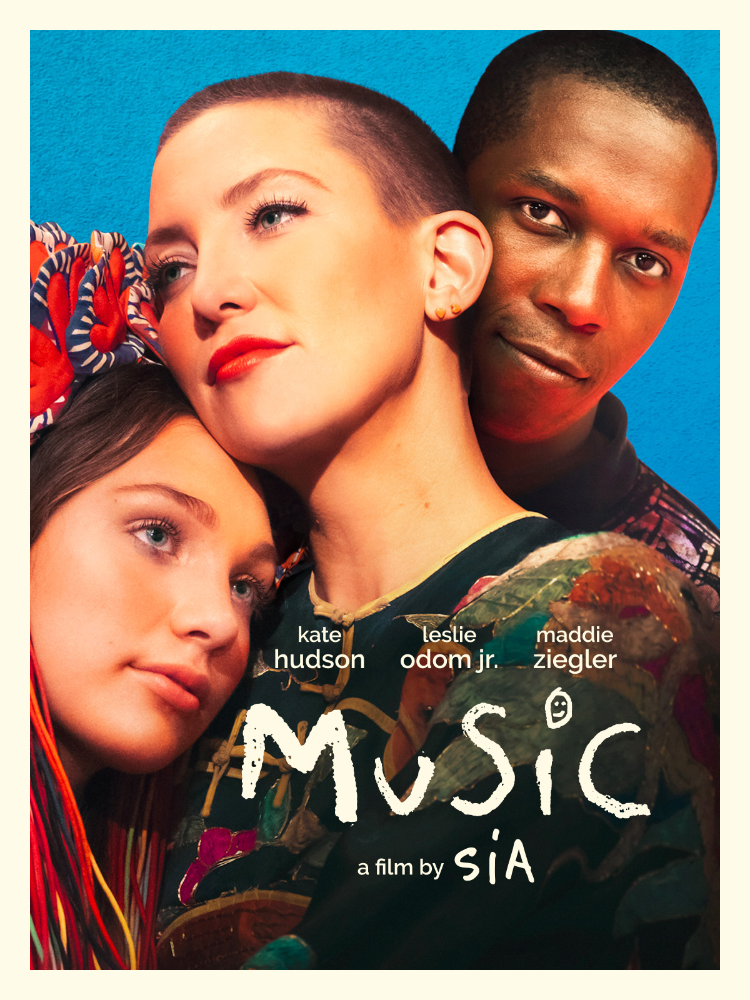 kate leslie maddie
hudson odom jr. ziegler
MuSiC
a film by SiA